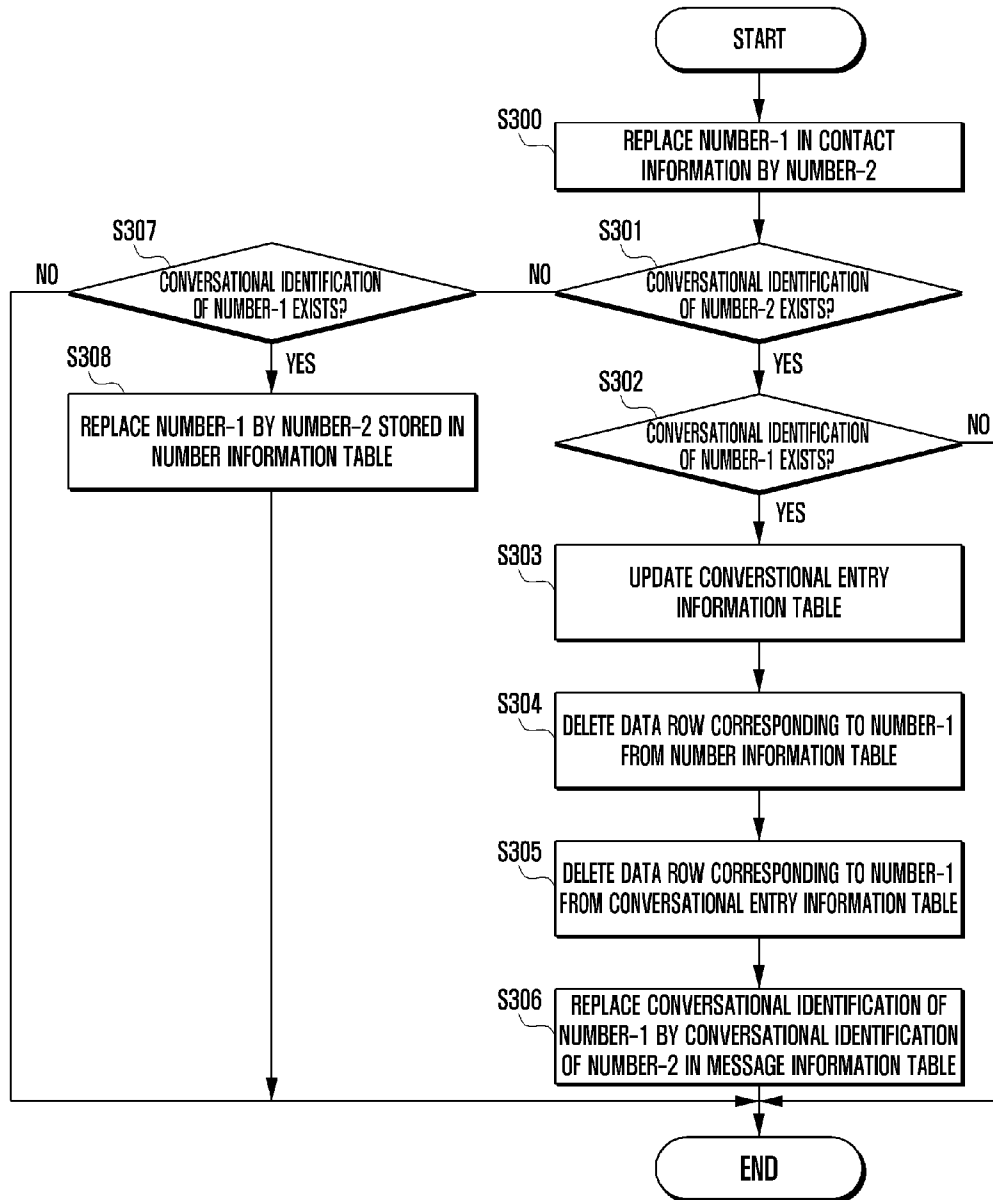 START
S300
REPLACE NUMBER-1 IN CONTACT
INFORMATION BY NUMBER-2
S307
S301
NO
CONVERSATIONAL IDENTIFICATION
OF NUMBER-1 EXISTS?
NO
CONVERSATIONAL IDENTIFICATION
OF NUMBER-2 EXISTS?
YES
YES
S308
REPLACE NUMBER-1 BY NUMBER-2 STORED IN
NUMBER INFORMATION TABLE
S302
CONVERSATIONAL IDENTIFICATION
OF NUMBER-1 EXISTS?
NO
YES
S303
UPDATE CONVERSTIONAL ENTRY
INFORMATION TABLE
S304
DELETE DATA ROW CORRESPONDING TO NUMBER-1
FROM NUMBER INFORMATION TABLE
S305
DELETE DATA ROW CORRESPONDING TO NUMBER-1
FROM CONVERSATIONAL ENTRY INFORMATION TABLE
S306
REPLACE CONVERSATIONAL IDENTIFICATION OF
NUMBER-1 BY CONVERSATIONAL IDENTIFICATION
OF NUMBER-2 IN MESSAGE INFORMATION TABLE
END